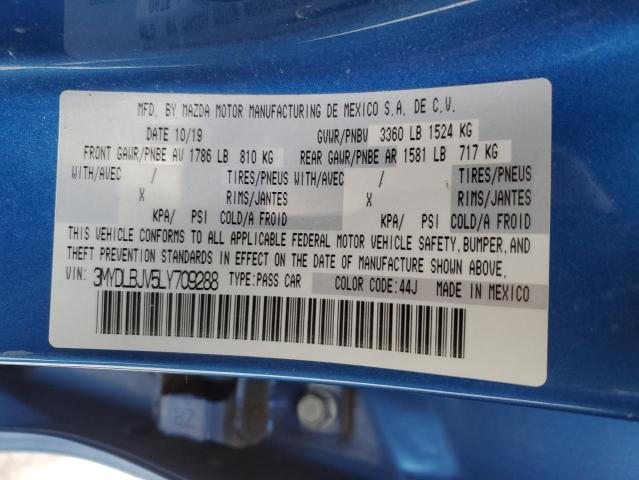 MFD. BY MAZDA MOTOR MANUFACTURING DE MEXICO S.A. DE C.V.
DATE 10/19 GVWR/PNBV 3360 LB 1524 KG
FRONT GAWR/PNBE AV 1786 LB 810 KG REAR GAWR/PNBE AR 1581 LB 717 KG
WITH/AVEC / TIRES/PNEUS WITH/AVEC / TIRES/PNEUS
X RIMS/JANTES X RIMS/JANTES
KPA/ PSI COLD/A FROID KPA/ PSI COLD/A FROID
THIS VEHICLE CONFORMS TO ALL APPLICABLE FEDERAL MOTOR VEHICLE SAFETY, BUMPER, AND
THEFT PREVENTION STANDARDS IN EFFECT ON THE DATE OF MANUFACTURE SHOWN ABOVE.
VIN: 3MYDLBJV5LY709288 TYPE:PASS CAR COLOR CODE:44J MADE IN MEXICO